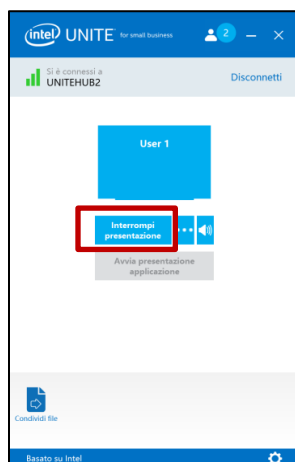 intel UNITE for small business 2
Si è connessi a
UNITEHUB2
Disconnetti
User 1
Interrompi
presentazione
Avvia presentazione
applicazione
Condividi file
Basato su Intel